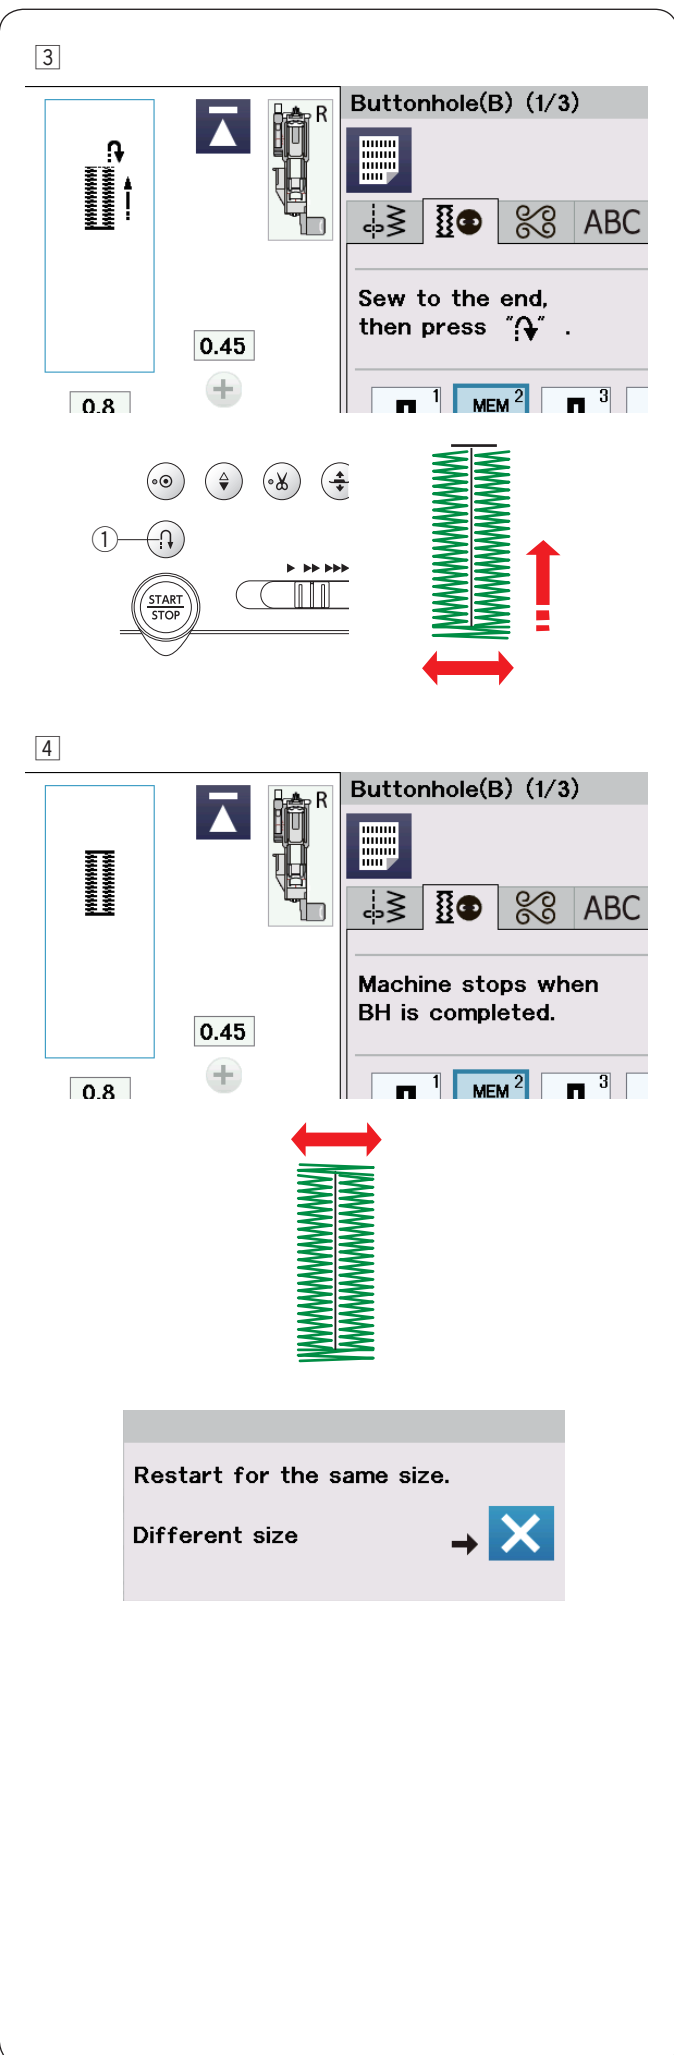 3
R
Buttonhole(B) (1/3)
ABC
Sew to the end,
then press " " .
0.45
0.8
1
MEM 2
3
1
START
STOP
4
R
Buttonhole(B) (1/3)
ABC
Machine stops when
BH is completed.
0.45
0.8
1
MEM 2
3
Restart for the same size.
Different size